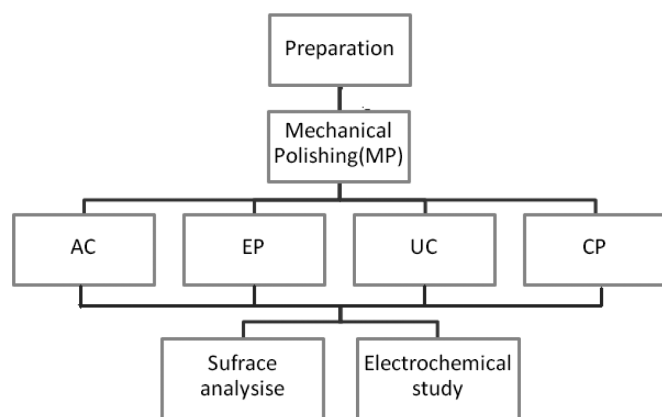 Preparation
Mechanical
Polishing(MP)
AC
EP
UC
CP
Sufrace
analysise
Electrochemical
study